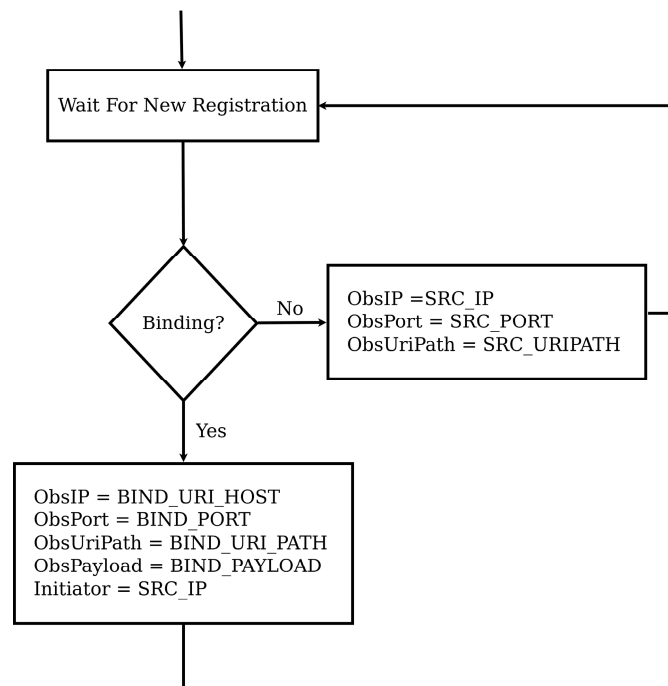 Wait For New Registration
Binding?
No
ObsIP =SRC_IP
ObsPort = SRC_PORT
ObsUriPath = SRC_URIPATH
Yes
ObsIP = BIND_URI_HOST
ObsPort = BIND_PORT
ObsUriPath = BIND_URI_PATH
ObsPayload = BIND_PAYLOAD
Initiator = SRC_IP